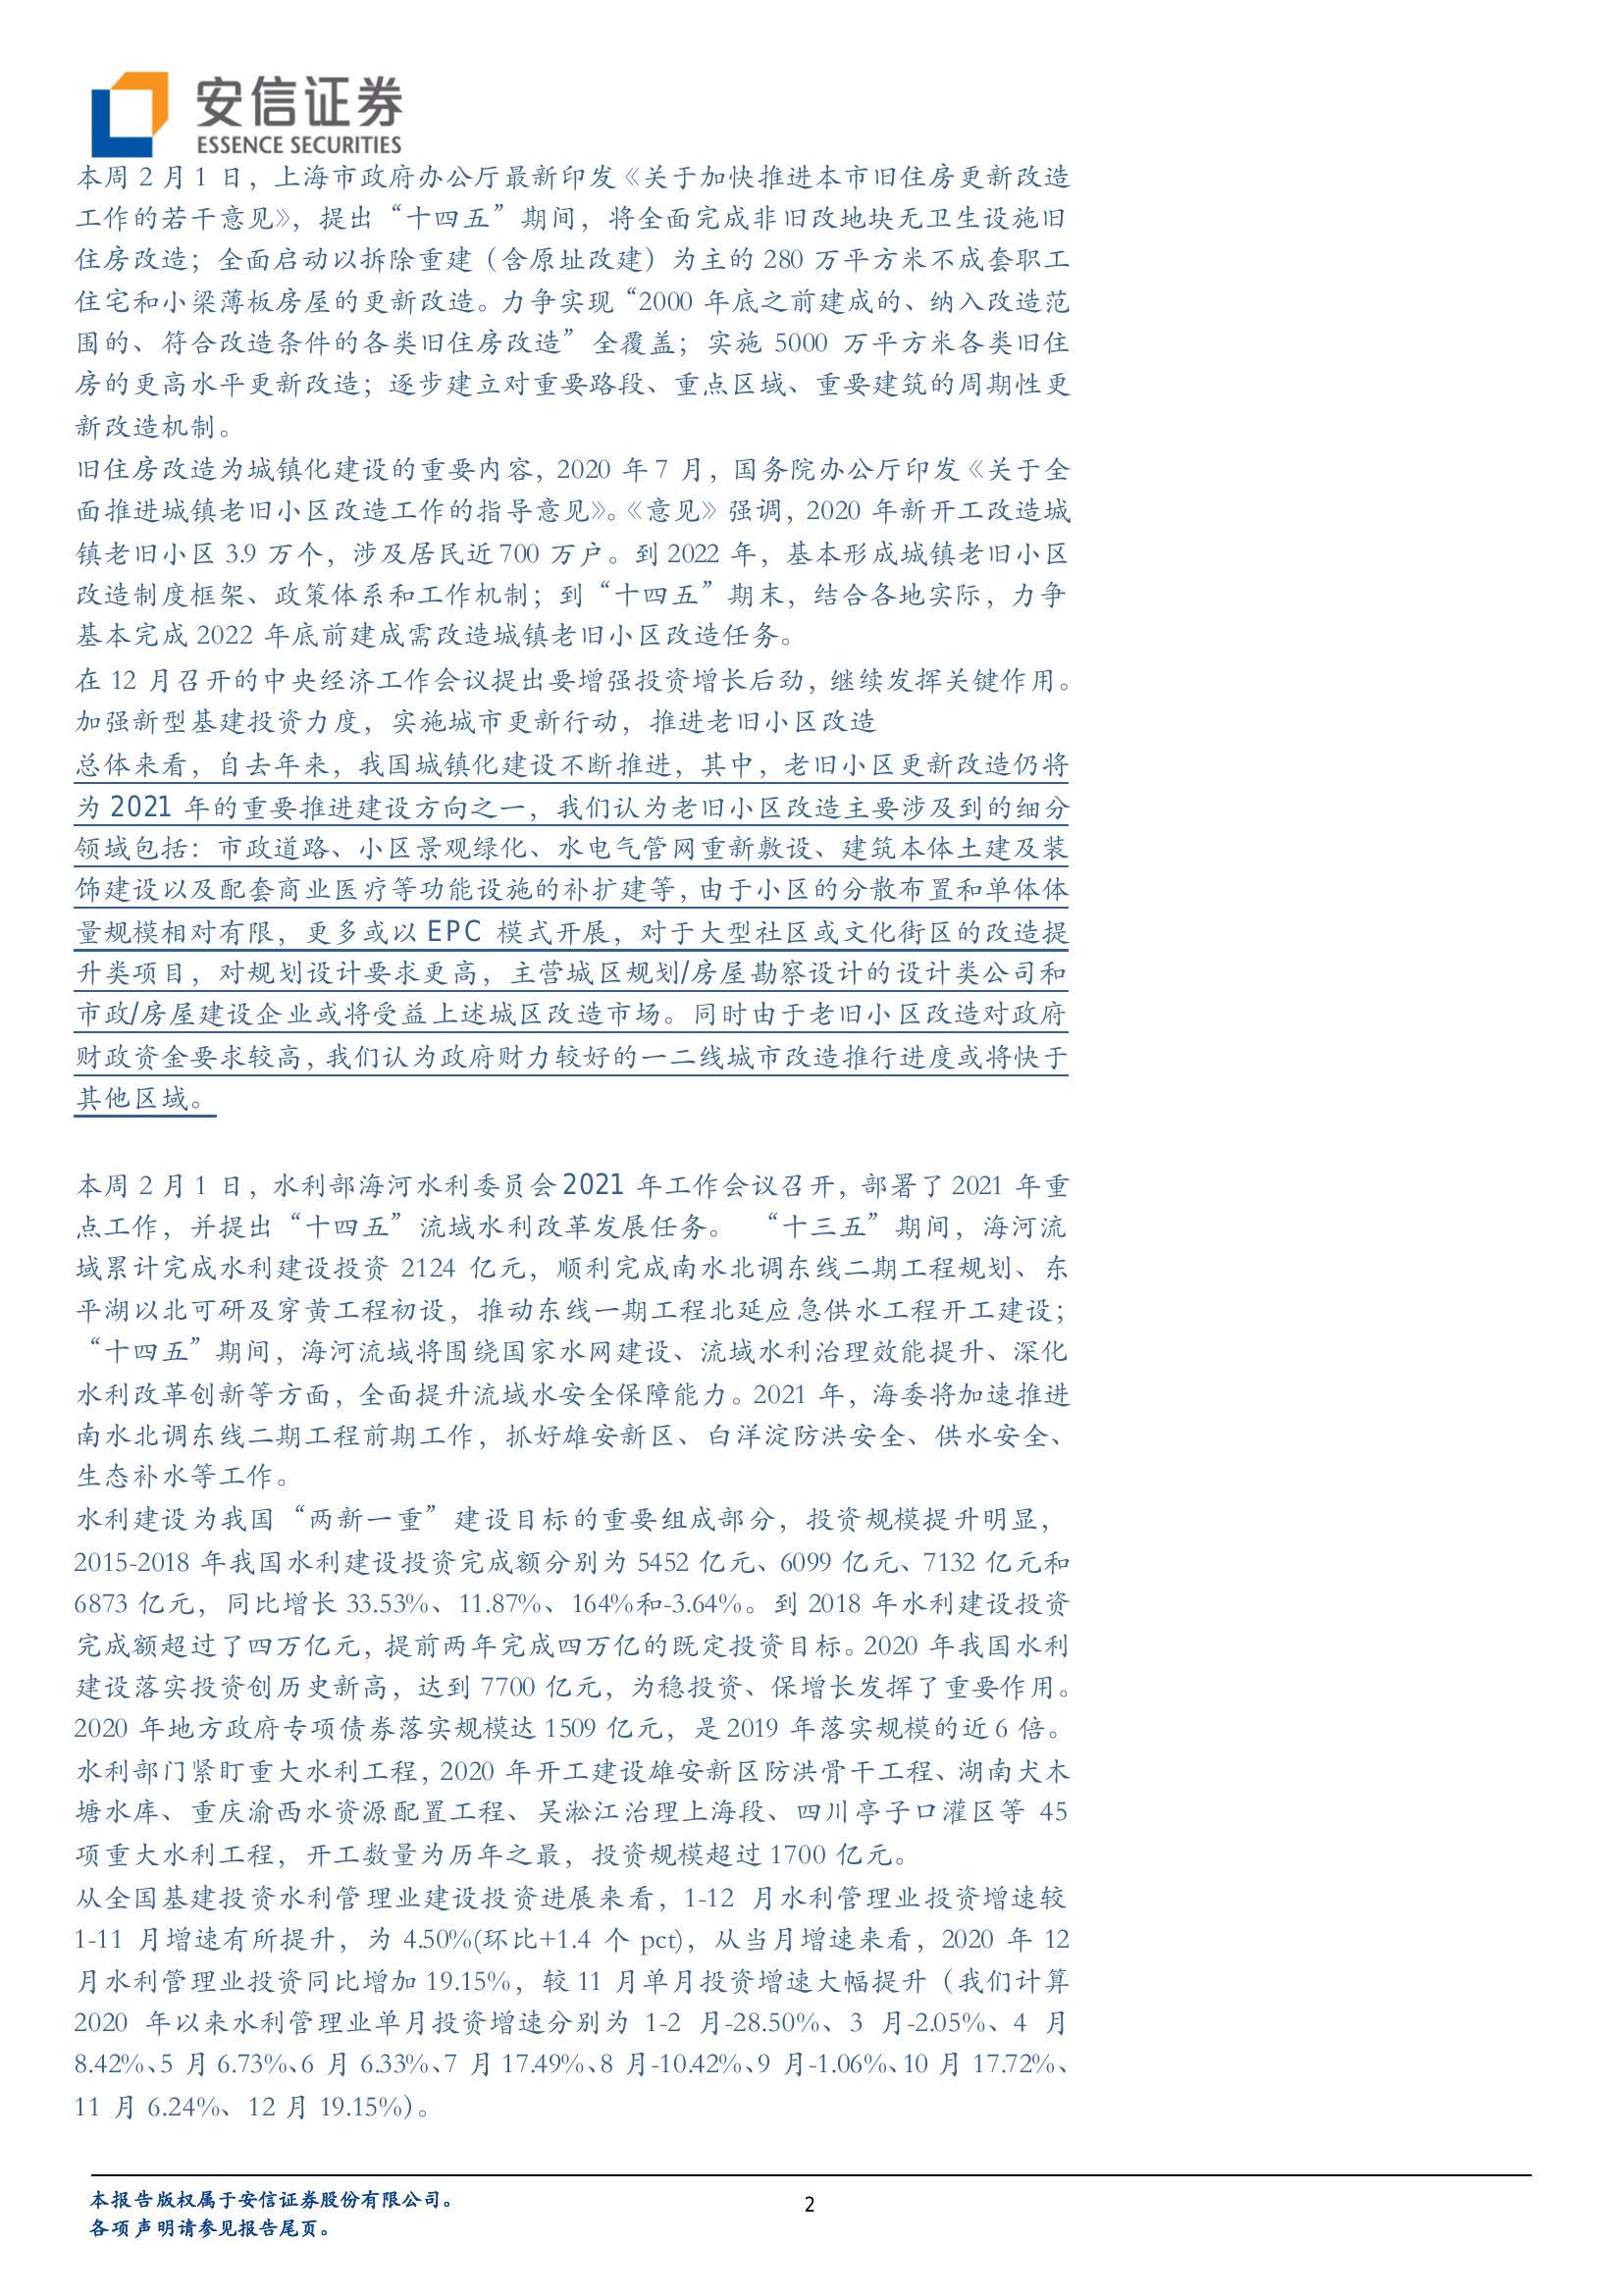 安信证券
ESSENCE SECURITIES
本周 2 月 1 日，上海市政府办公厅最新印发《关于加快推进本市旧住房更新改造
工作的若干意见》，提出“十四五”期间，将全面完成非旧改地块无卫生设施旧
住房改造；全面启动以拆除重建（含原址改建）为主的 280 万平方米不成套职工
住宅和小梁薄板房屋的更新改造。力争实现“2000 年底之前建成的、纳入改造范
围的、符合改造条件的各类旧住房改造”全覆盖；实施 5000 万平方米各类旧住
房的更高水平更新改造；逐步建立对重要路段、重点区域、重要建筑的周期性更
新改造机制。
旧住房改造为城镇化建设的重要内容，2020 年 7 月，国务院办公厅印发《关于全
面推进城镇老旧小区改造工作的指导意见》。《意见》强调，2020 年新开工改造城
镇老旧小区 3.9 万个，涉及居民近 700 万户。到 2022 年，基本形成城镇老旧小区
改造制度框架、政策体系和工作机制；到“十四五”期末，结合各地实际，力争
基本完成 2022 年底前建成需改造城镇老旧小区改造任务。
在 12 月召开的中央经济工作会议提出要增强投资增长后劲，继续发挥关键作用。
加强新型基建投资力度，实施城市更新行动，推进老旧小区改造
总体来看，自去年来，我国城镇化建设不断推进，其中，老旧小区更新改造仍将
为 2021 年的重要推进建设方向之一，我们认为老旧小区改造主要涉及到的细分
领域包括：市政道路、小区景观绿化、水电气管网重新敷设、建筑本体土建及装
饰建设以及配套商业医疗等功能设施的补扩建等，由于小区的分散布置和单体体
量规模相对有限，更多或以 EPC 模式开展，对于大型社区或文化街区的改造提
升类项目，对规划设计要求更高，主营城区规划/房屋勘察设计的设计类公司和
市政/房屋建设企业或将受益上述城区改造市场。同时由于老旧小区改造对政府
财政资金要求较高，我们认为政府财力较好的一二线城市改造推行进度或将快于
其他区域。
本周 2 月 1 日，水利部海河水利委员会 2021 年工作会议召开，部署了 2021 年重
点工作，并提出“十四五”流域水利改革发展任务。 “十三五”期间，海河流
域累计完成水利建设投资 2124 亿元，顺利完成南水北调东线二期工程规划、东
平湖以北可研及穿黄工程初设，推动东线一期工程北延应急供水工程开工建设；
“十四五”期间，海河流域将围绕国家水网建设、流域水利治理效能提升、深化
水利改革创新等方面，全面提升流域水安全保障能力。2021 年，海委将加速推进
南水北调东线二期工程前期工作，抓好雄安新区、白洋淀防洪安全、供水安全、
生态补水等工作。
水利建设为我国“两新一重”建设目标的重要组成部分，投资规模提升明显，
2015-2018 年我国水利建设投资完成额分别为 5452 亿元、6099 亿元、7132 亿元和
6873 亿元，同比增长 33.53%、11.87%、164%和-3.64%。到 2018 年水利建设投资
完成额超过了四万亿元，提前两年完成四万亿的既定投资目标。2020 年我国水利
建设落实投资创历史新高，达到 7700 亿元，为稳投资、保增长发挥了重要作用。
2020 年地方政府专项债券落实规模达 1509 亿元，是 2019 年落实规模的近 6 倍。
水利部门紧盯重大水利工程，2020 年开工建设雄安新区防洪骨干工程、湖南犬木
塘水库、重庆渝西水资源配置工程、吴淞江治理上海段、四川亭子口灌区等 45
项重大水利工程，开工数量为历年之最，投资规模超过 1700 亿元。
从全国基建投资水利管理业建设投资进展来看，1-12 月水利管理业投资增速较
1-11 月增速有所提升，为 4.50%(环比+1.4 个 pct)，从当月增速来看，2020 年 12
月水利管理业投资同比增加 19.15%，较 11 月单月投资增速大幅提升（我们计算
2020 年以来水利管理业单月投资增速分别为 1-2 月-28.50%、3 月-2.05%、4 月
8.42%、5 月 6.73%、6 月 6.33%、7 月 17.49%、8 月-10.42%、9 月-1.06%、10 月 17.72%、
11 月 6.24%、12 月 19.15%）。
本报告版权属于安信证券股份有限公司。
各项声明请参见报告尾页。
2